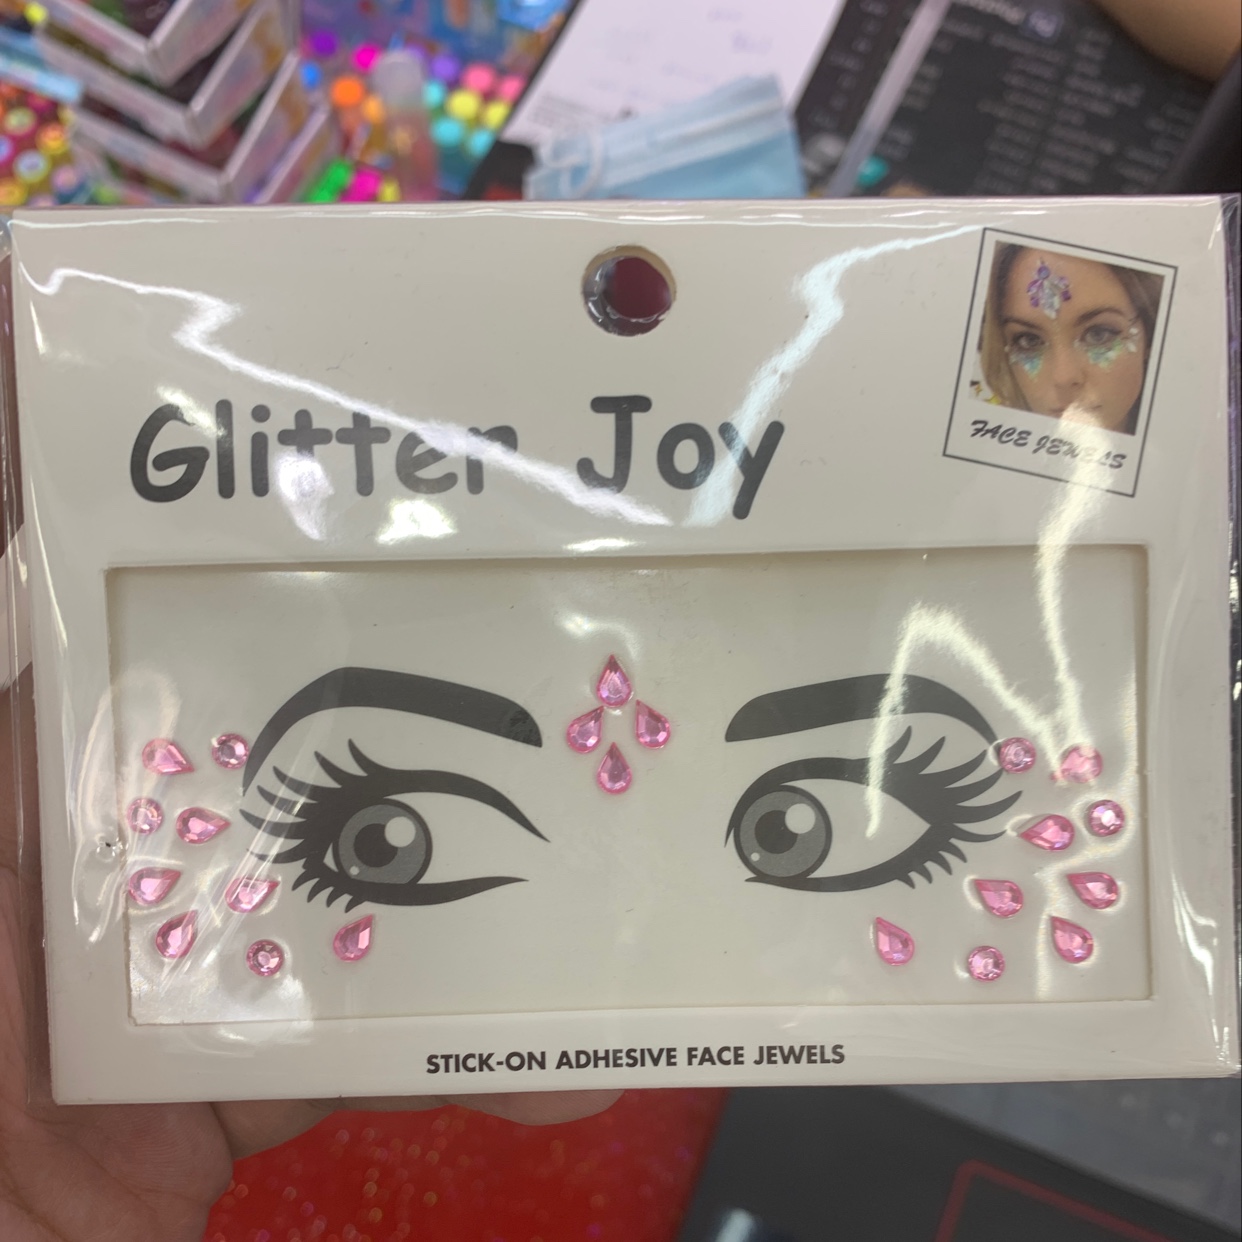 Glitter Joy
FACE JEWELS
STICK-ON ADHESIVE FACE JEWELS